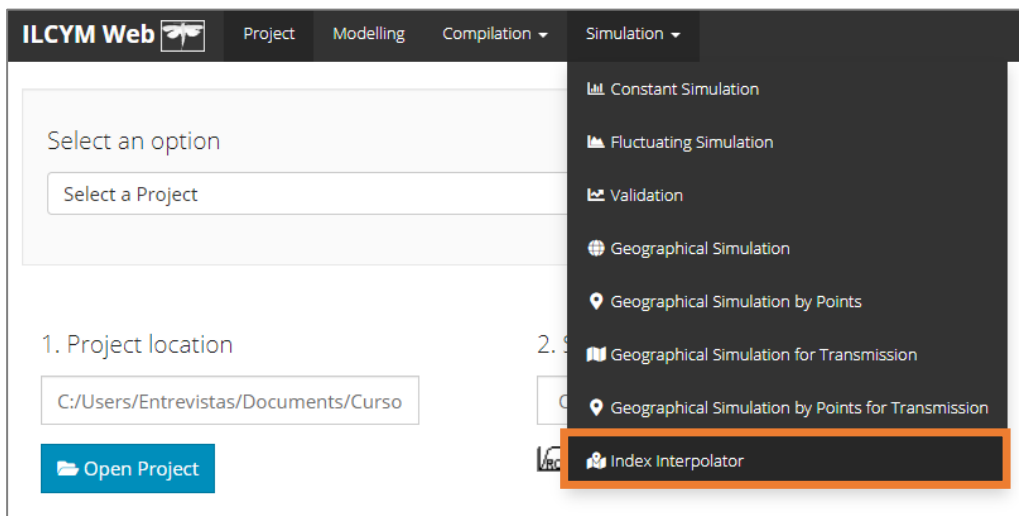 ILCYM Web Project Modelling Compilation Simulation
Constant Simulation
Fluctuating Simulation
Validation
Geographical Simulation
Geographical Simulation by Points
Geographical Simulation for Transmission
Geographical Simulation by Points for Transmission
Index Interpolator
Select an option
Select a Project
1. Project location
C:/Users/Entrevistas/Documents/Curso
Open Project
2.